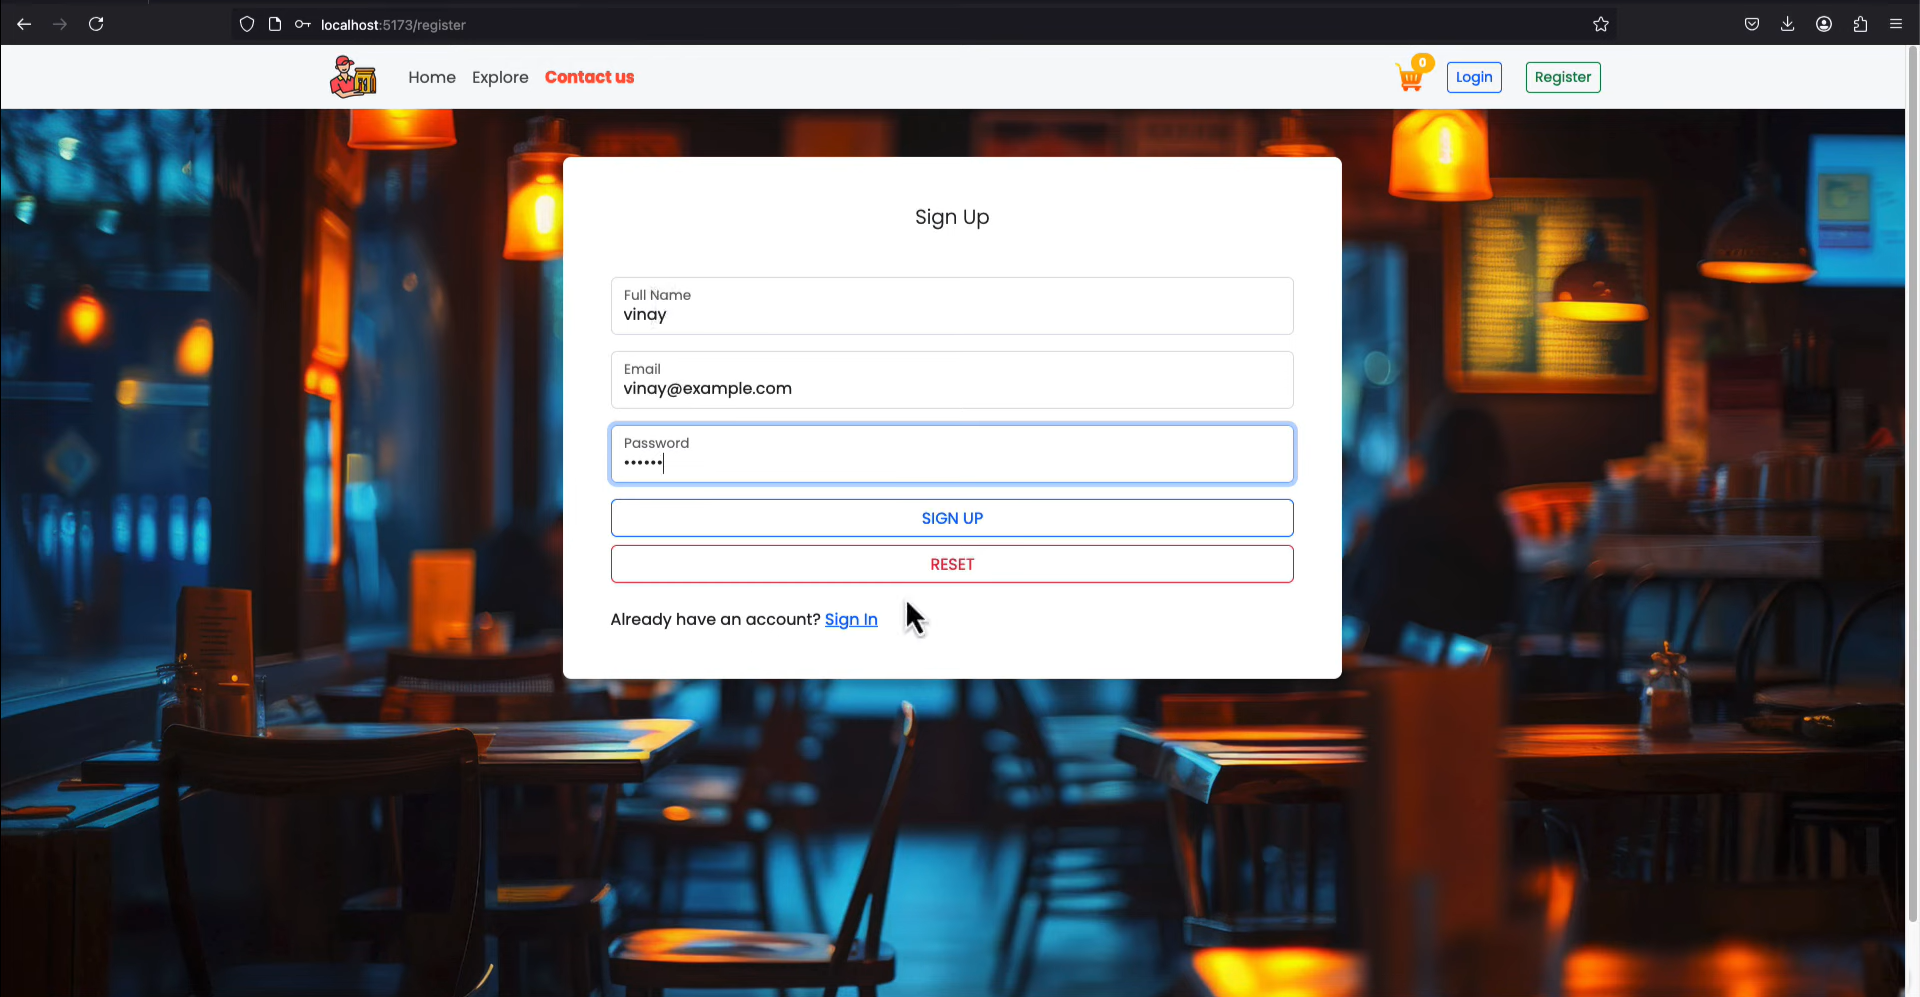 localhost:5173/register
Home Explore Contact us
0
Login
Register
Sign Up
Full Name
vinay
Email
vinay@example.com
Password
••••••
SIGN UP
RESET
Already have an account? Sign In